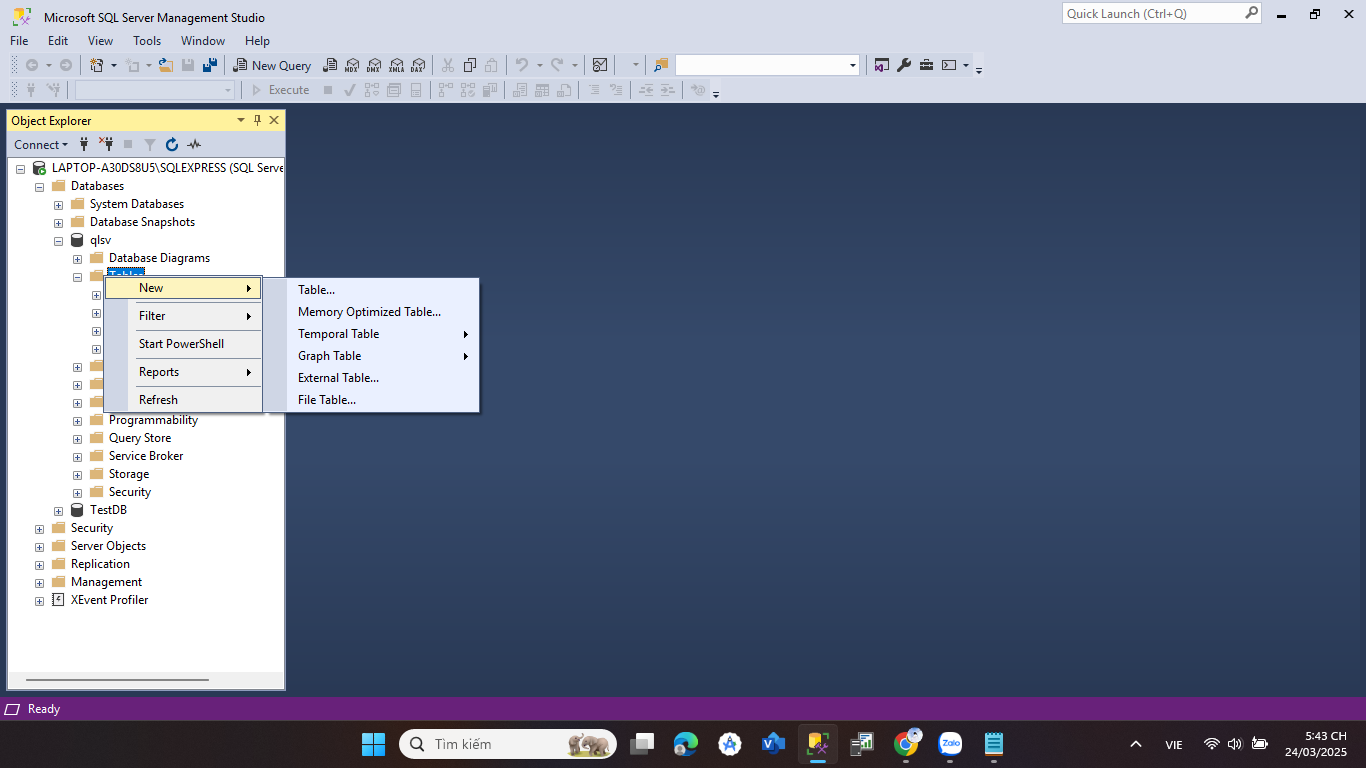 Microsoft SQL Server Management Studio
Quick Launch (Ctrl+Q)
File Edit View Tools Window Help
New Query MDX DMX XMLA DAX
Execute
Object Explorer
Connect
LAPTOP-A30DS8U5\SQLEXPRESS (SQL Serve
Databases
System Databases
Database Snapshots
qlsv
Database Diagrams
Tables
New
Filter
Start PowerShell
Reports
Refresh
Table...
Memory Optimized Table...
Temporal Table
Graph Table
External Table...
File Table...
Programmability
Query Store
Service Broker
Storage
Security
TestDB
Security
Server Objects
Replication
Management
XEvent Profiler
Ready
Tìm kiếm
Zalo
VIE
5:43 CH
24/03/2025